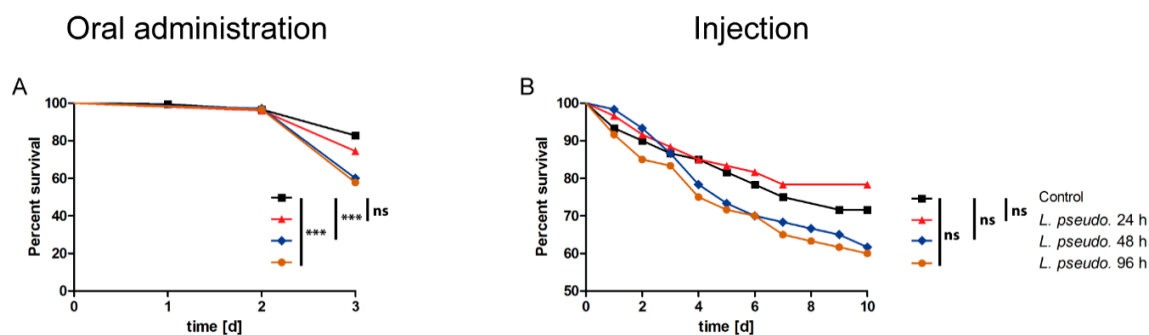 Oral administration
Injection
A
Percent survival
100
80
60
40
20
0
0 1 2 3
time [d]
*** *** ns
B
Percent survival
100
90
80
70
60
50
0 2 4 6 8 10
time [d]
ns ns ns
Control
L. pseudo. 24 h
L. pseudo. 48 h
L. pseudo. 96 h